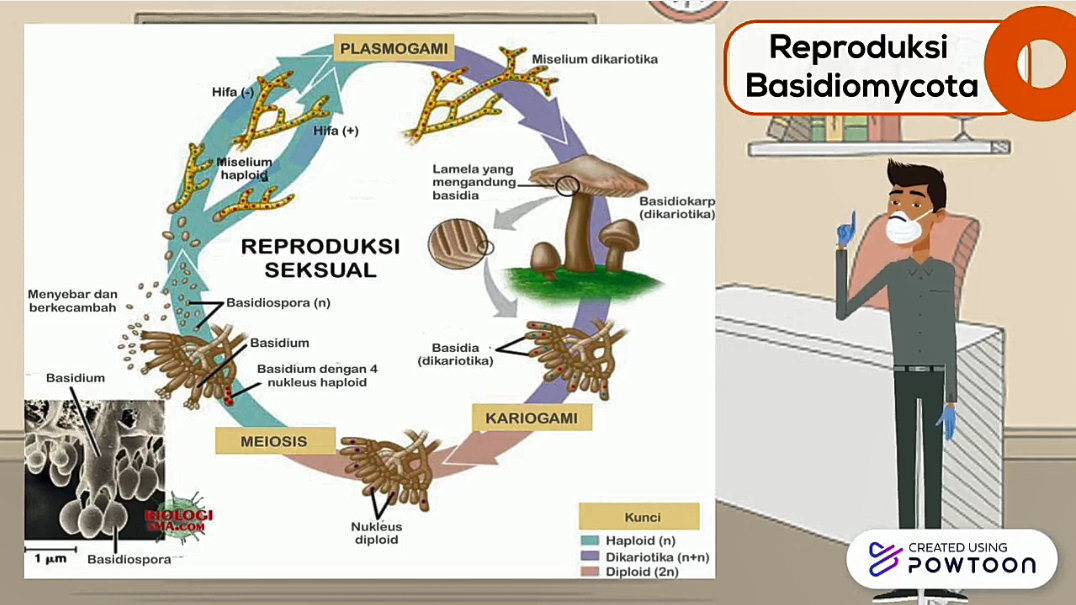 Reproduksi
Basidiomycota
PLASMOGAMI
Miselium dikariotika
Hifa (-)
Hifa (+)
Miselium
haploid
Lamela yang
mengandung
basidia
Basidiokarp
(dikariotika)
REPRODUKSI
SEKSUAL
Menyebar dan
berkecambah
Basidiospora (n)
Basidium
Basidia
(dikariotika)
Basidium dengan 4
nukleus haploid
Basidium
KARIOGAMI
MEIOSIS
BIOLOGI
SMA.COM
Nukleus
diploid
Kunci
Haploid (n)
Dikariotika (n+n)
Diploid (2n)
1 μm
Basidiospora
CREATED USING
POWTOON